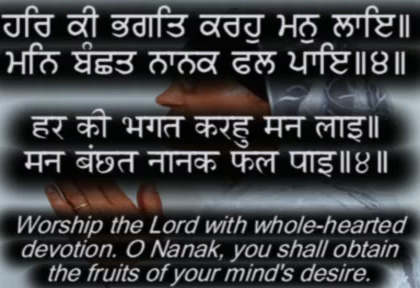 ਹਰਿ ਕੀ ਭਗਤਿ ਕਰਹੁ ਮਨੁ ਲਾਇ॥
ਮਨਿ ਬੰਛਤ ਨਾਨਕ ਫਲ ਪਾਇ॥੪॥
हर की भगत करहु मन लाइ॥
मन बंछत नानक फल पाइ॥४॥
Worship the Lord with whole-hearted
devotion. O Nanak, you shall obtain
the fruits of your mind's desire.